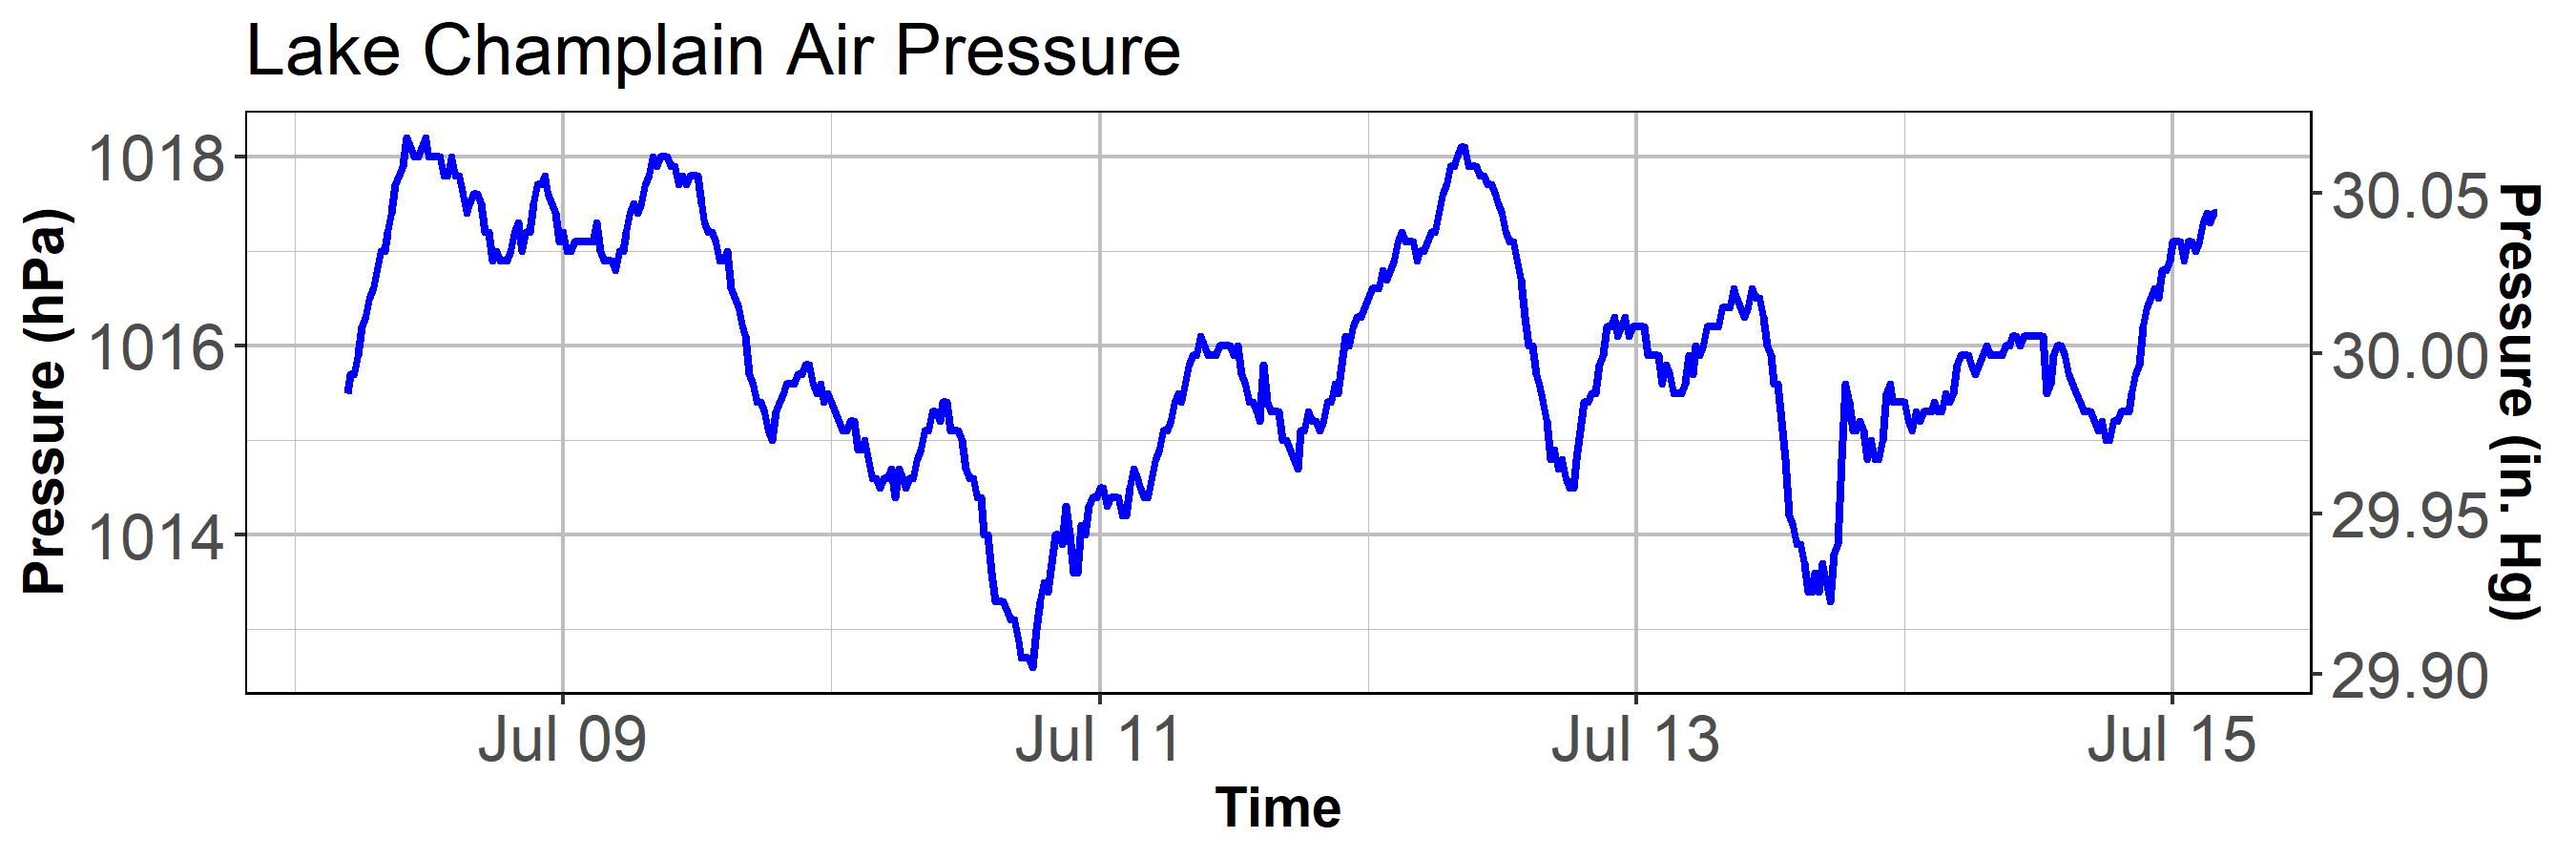 Lake Champlain Air Pressure
Pressure (hPa)
1018
1016
1014
30.05
30.00
29.95
29.90
Pressure (in. Hg)
Jul 09
Jul 11
Jul 13
Jul 15
Time